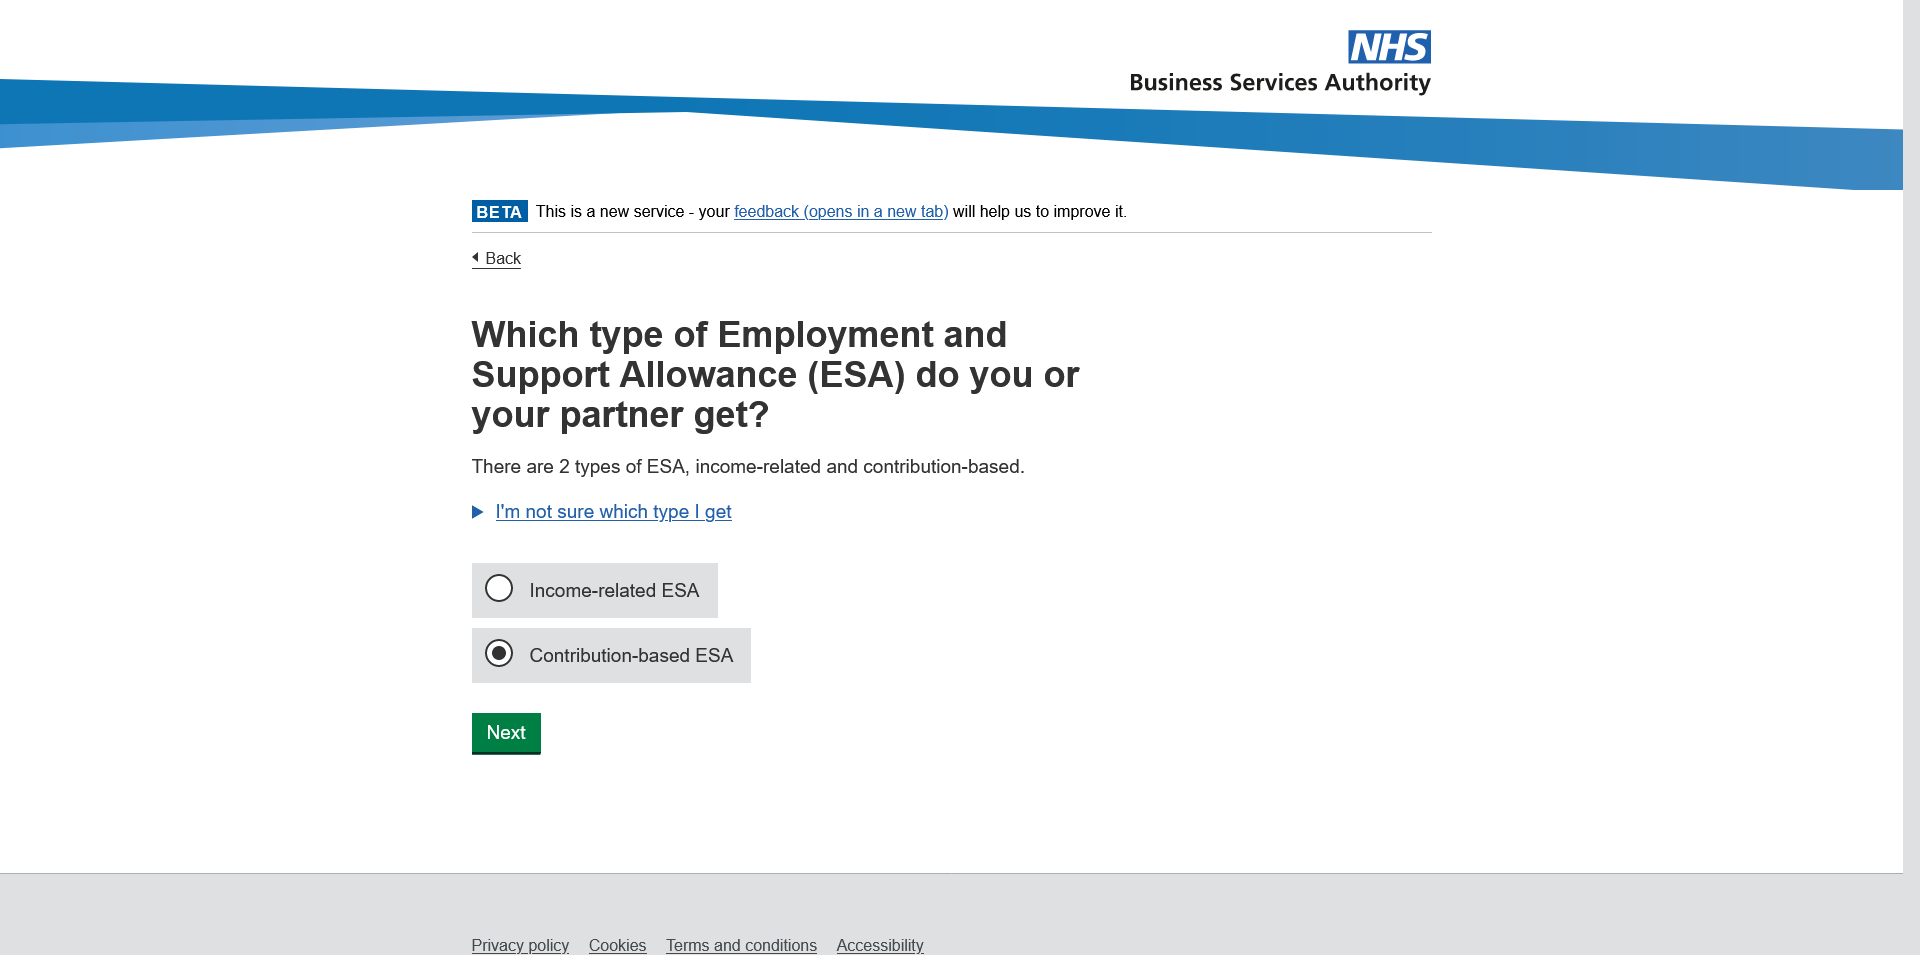 NHS
Business Services Authority
BETA This is a new service - your feedback (opens in a new tab) will help us to improve it.
Back
Which type of Employment and
Support Allowance (ESA) do you or
your partner get?
There are 2 types of ESA, income-related and contribution-based.
I'm not sure which type I get
Income-related ESA
Contribution-based ESA
Next
Privacy policy Cookies Terms and conditions Accessibility